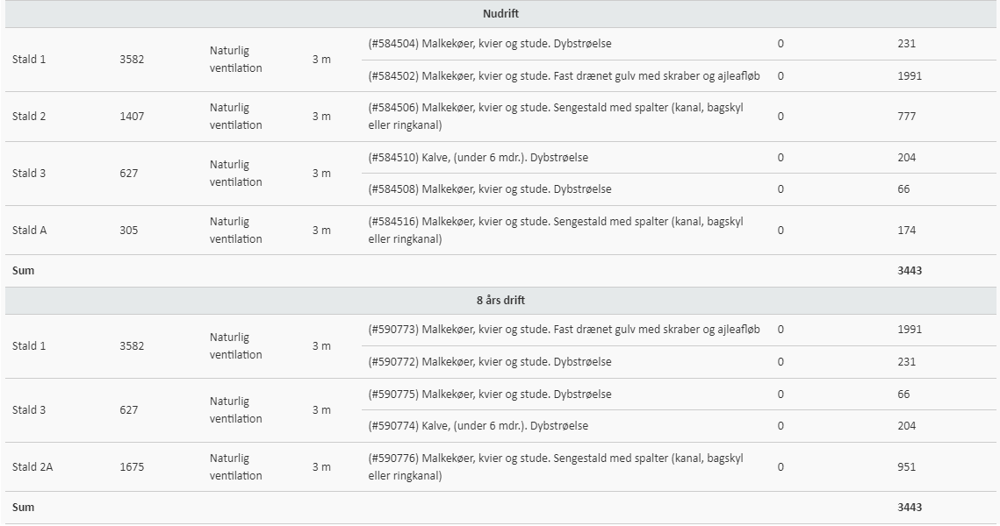 Nudrift
Stald 1 3582 Naturlig ventilation 3 m (#584504) Malkekøer, kvier og stude. Dybstrøelse 0 231
(#584502) Malkekøer, kvier og stude. Fast drænet gulv med skraber og ajleafløb 0 1991
Stald 2 1407 Naturlig ventilation 3 m (#584506) Malkekøer, kvier og stude. Sengestald med spalter (kanal, bagskyl eller ringkanal) 0 777
Stald 3 627 Naturlig ventilation 3 m (#584510) Kalve, (under 6 mdr.). Dybstrøelse 0 204
(#584508) Malkekøer, kvier og stude. Dybstrøelse 0 66
Stald A 305 Naturlig ventilation 3 m (#584516) Malkekøer, kvier og stude. Sengestald med spalter (kanal, bagskyl eller ringkanal) 0 174
Sum 3443
8 års drift
Stald 1 3582 Naturlig ventilation 3 m (#590773) Malkekøer, kvier og stude. Fast drænet gulv med skraber og ajleafløb 0 1991
(#590772) Malkekøer, kvier og stude. Dybstrøelse 0 231
Stald 3 627 Naturlig ventilation 3 m (#590775) Malkekøer, kvier og stude. Dybstrøelse 0 66
(#590774) Kalve, (under 6 mdr.). Dybstrøelse 0 204
Stald 2A 1675 Naturlig ventilation 3 m (#590776) Malkekøer, kvier og stude. Sengestald med spalter (kanal, bagskyl eller ringkanal) 0 951
Sum 3443